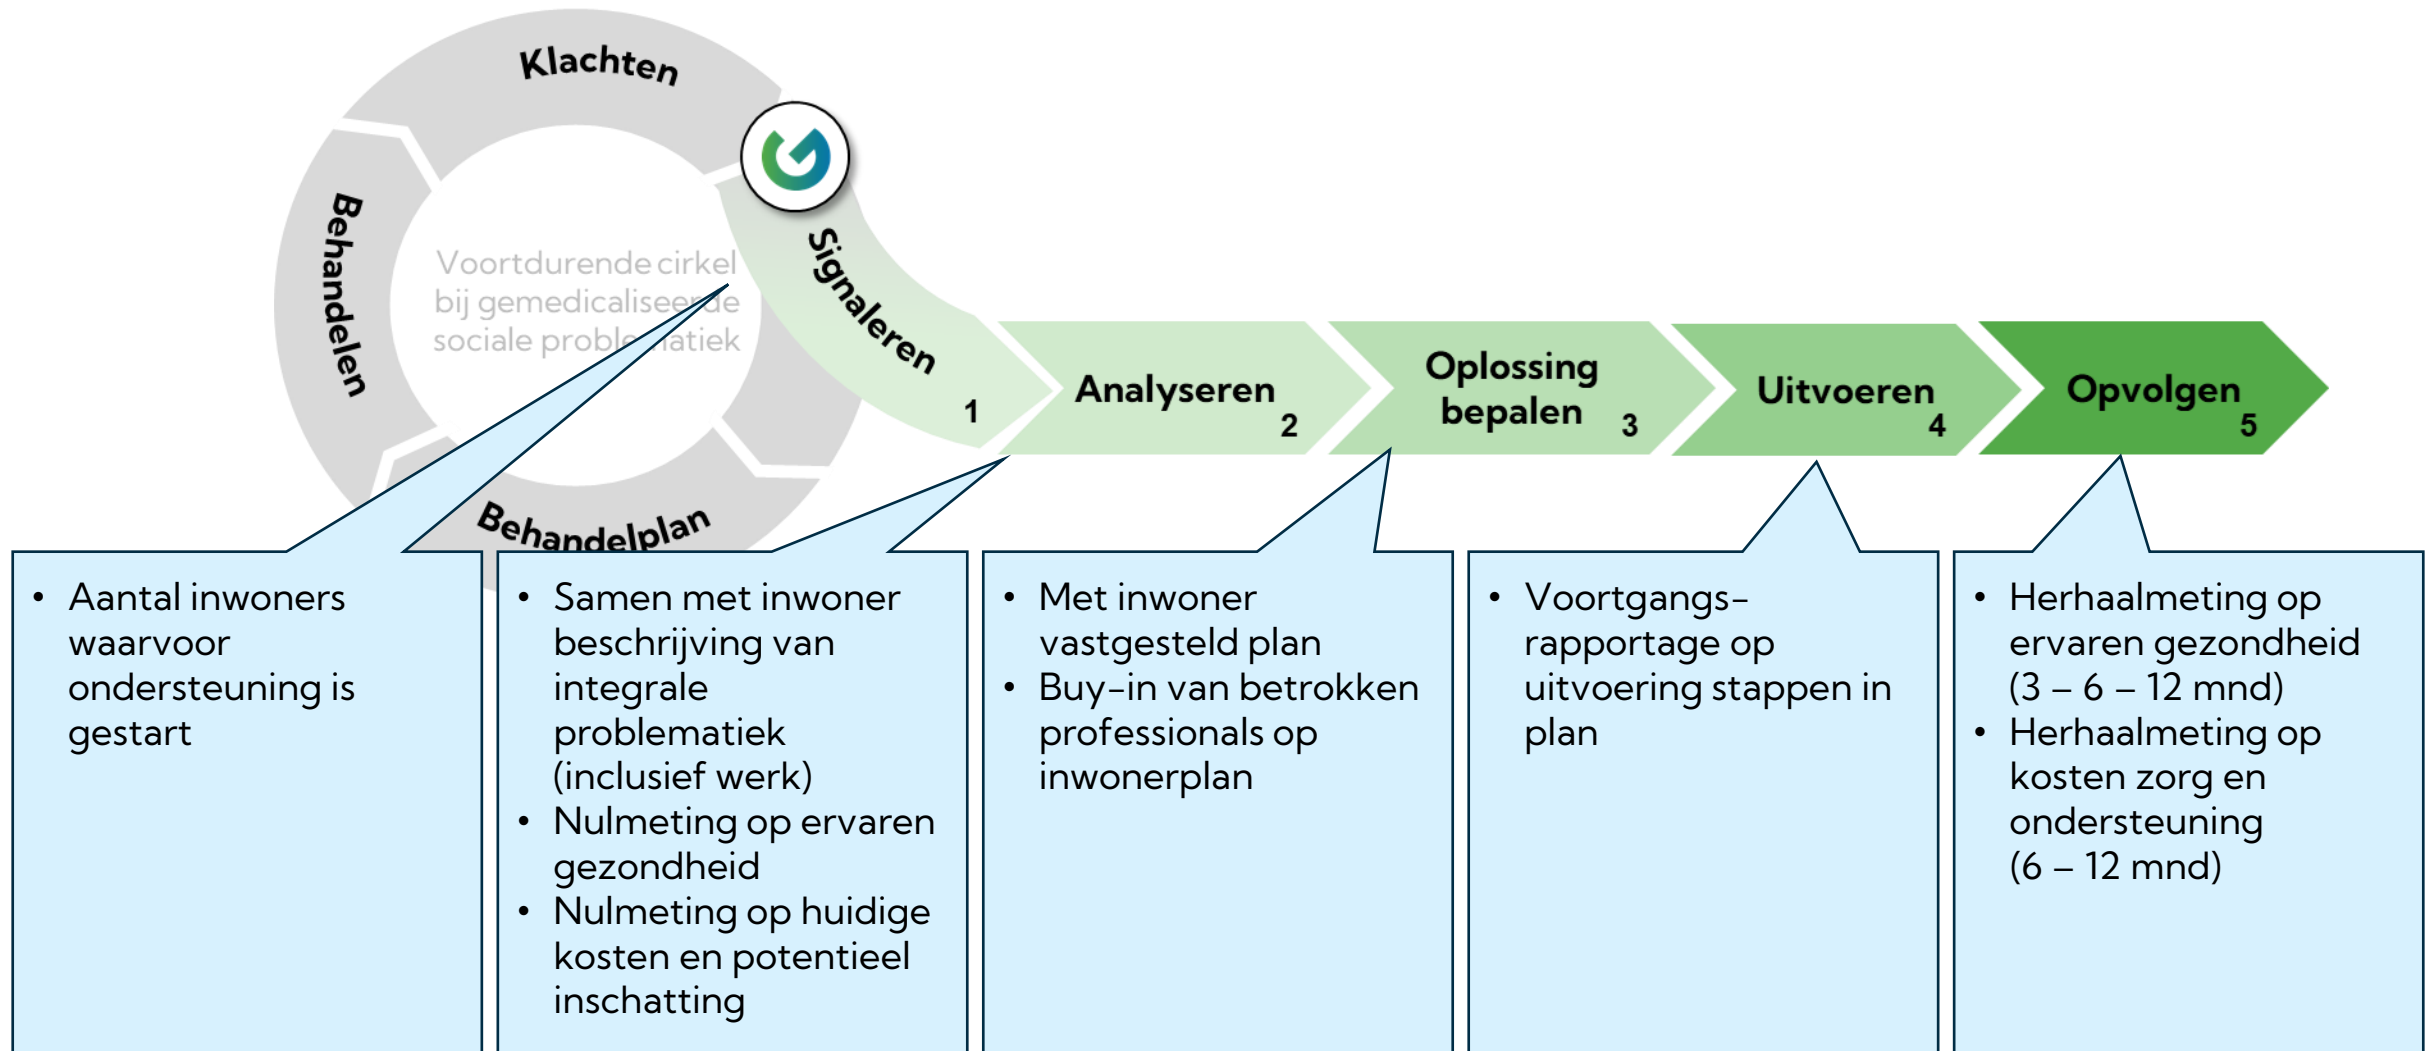 Klachten
Behandelen
Voortdurende cirkel
bij gemedicaliseerde
sociale problematiek
Behandelplan
Signaleren
1
Analyseren
2
Oplossing
bepalen
3
Uitvoeren
4
Opvolgen
5
• Aantal inwoners
waarvoor
ondersteuning is
gestart
• Samen met inwoner
beschrijving van
integrale
problematiek
(inclusief werk)
• Nulmeting op ervaren
gezondheid
• Nulmeting op huidige
kosten en potentieel
inschatting
• Met inwoner
vastgesteld plan
• Buy-in van betrokken
professionals op
inwonerplan
• Voortgangs-
rapportage op
uitvoering stappen in
plan
• Herhaalmeting op
ervaren gezondheid
(3 – 6 – 12 mnd)
• Herhaalmeting op
kosten zorg en
ondersteuning
(6 – 12 mnd)